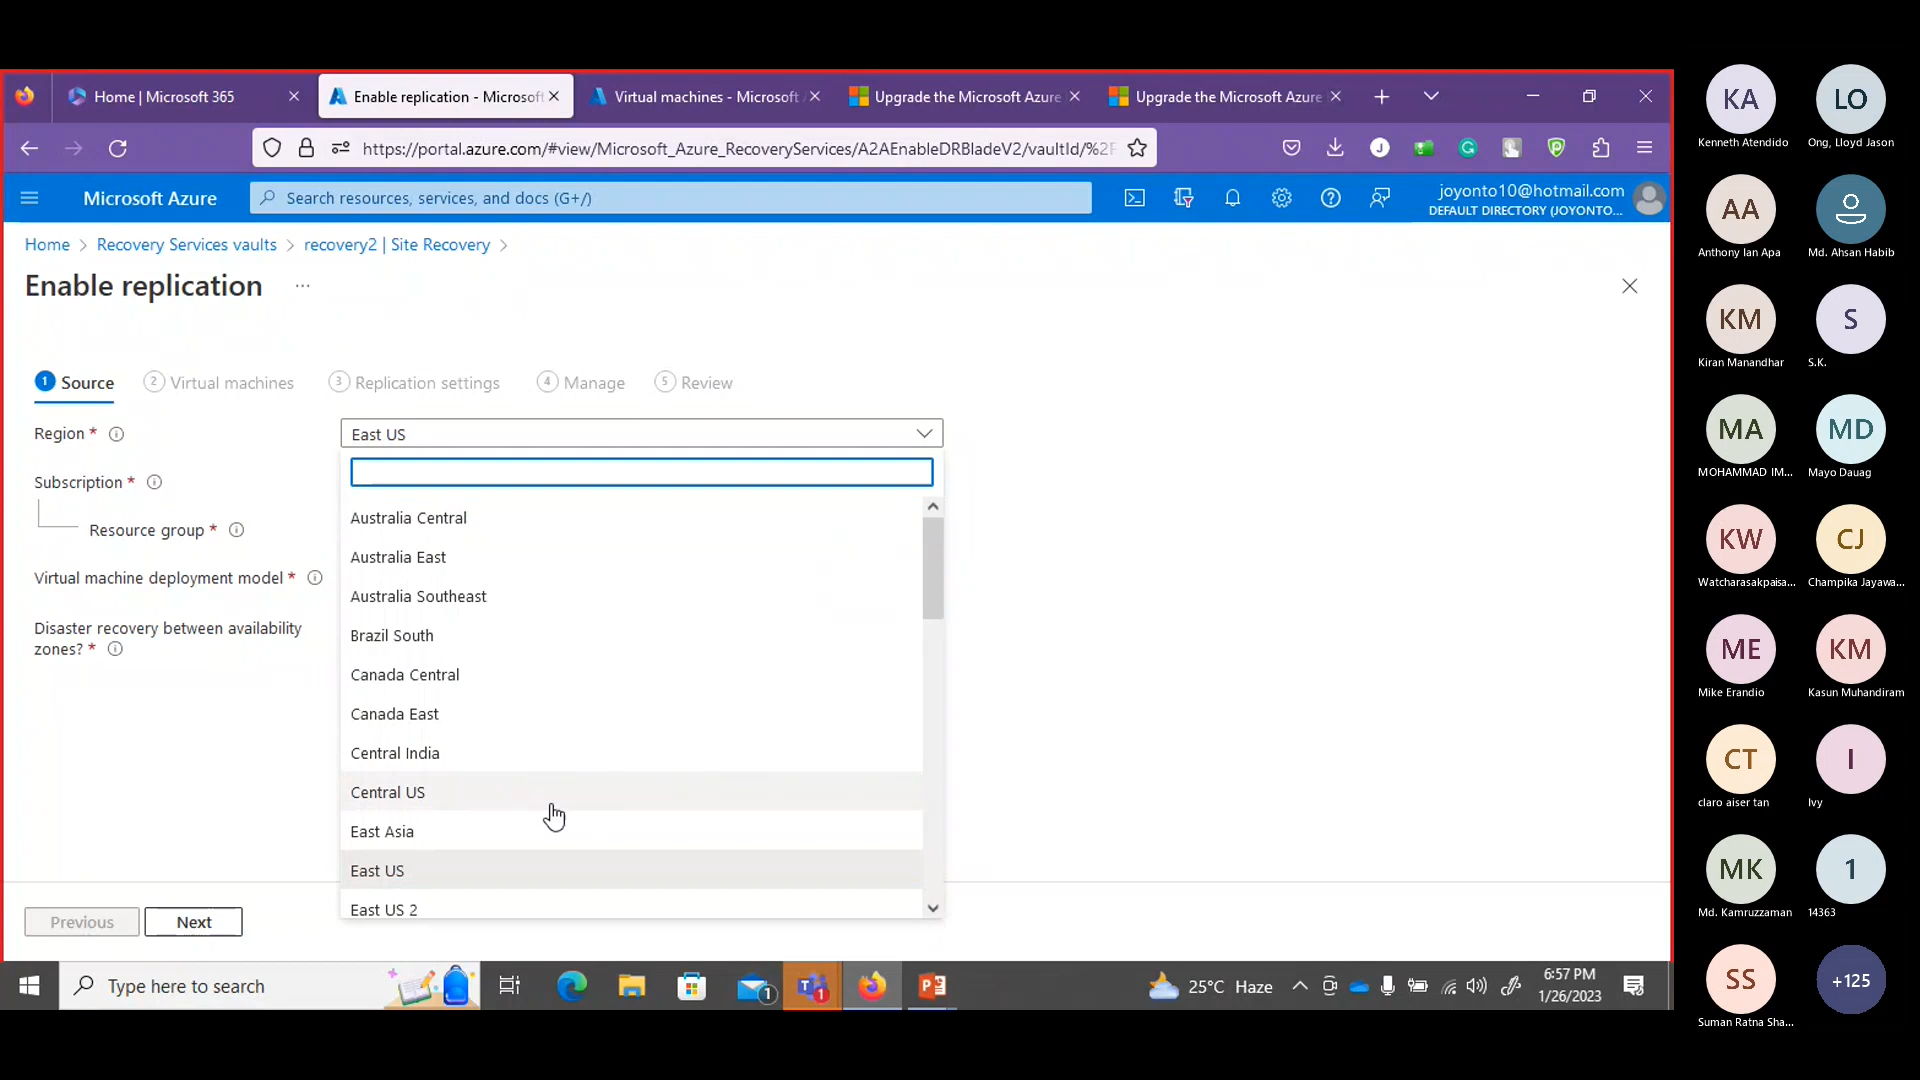 Home | Microsoft 365
Enable replication - Microsoft
Virtual machines - Microsoft A
Upgrade the Microsoft Azure
Upgrade the Microsoft Azure
https://portal.azure.com/#view/Microsoft_Azure_RecoveryServices/A2AEnableDRBladeV2/vaultId/%2F
Microsoft Azure
Search resources, services, and docs (G+/)
joyonto10@hotmail.com
DEFAULT DIRECTORY (JOYONTO...
Home > Recovery Services vaults > recovery2 | Site Recovery >
Enable replication ...
1 Source
2 Virtual machines
3 Replication settings
4 Manage
5 Review
Region *
East US
Subscription *
Resource group *
Virtual machine deployment model *
Disaster recovery between availability
zones? *
Australia Central
Australia East
Australia Southeast
Brazil South
Canada Central
Canada East
Central India
Central US
East Asia
East US
East US 2
Previous
Next
Type here to search
1
1
25°C Haze
6:57 PM
1/26/2023
KA
Kenneth Atendido
LO
Ong, Lloyd Jason
AA
Anthony Ian Apa
Md. Ahsan Habib
KM
Kiran Manandhar
S
S.K.
MA
MOHAMMAD IM...
MD
Mayo Dauag
KW
Watcharasakpaisa...
CJ
Champika Jayawa...
ME
Mike Erandio
KM
Kasun Muhandiram
CT
claro aiser tan
I
Ivy
MK
Md. Kamruzzaman
1
14363
SS
Suman Ratna Sha...
+125